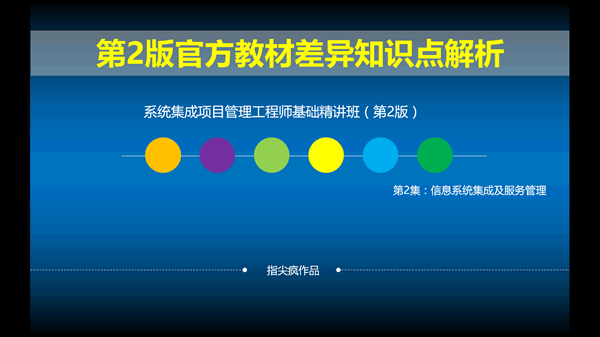 第2版官方教材差异知识点解析
系统集成项目管理工程师基础精讲班（第2版）
第2集：信息系统集成及服务管理
指尖疯作品